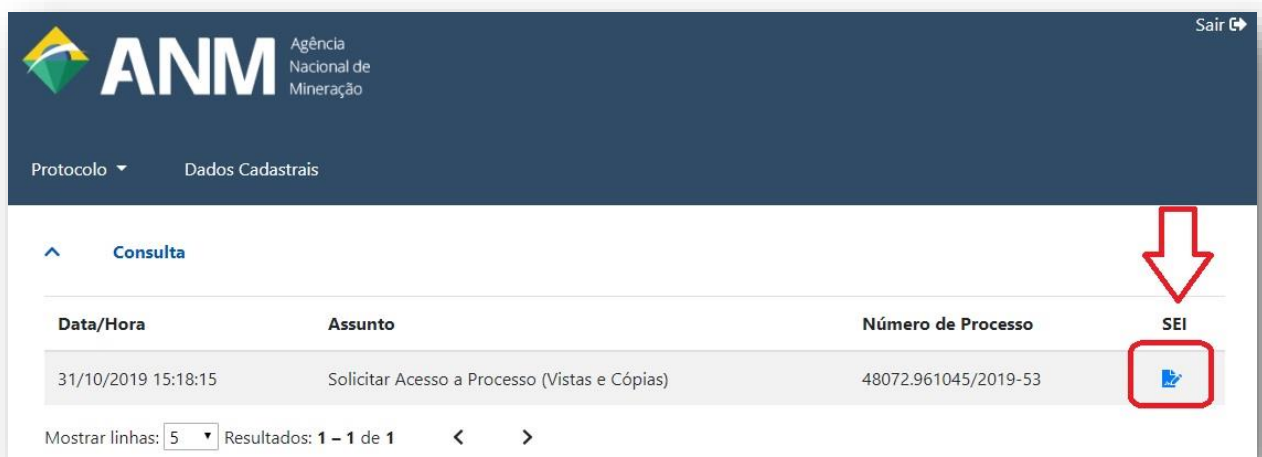 Sair
ANM
Agência
Nacional de
Mineração
Protocolo Dados Cadastrais
Consulta
Data/Hora Assunto Número de Processo SEI
31/10/2019 15:18:15 Solicitar Acesso a Processo (Vistas e Cópias) 48072.961045/2019-53
Mostrar linhas: 5 Resultados: 1 – 1 de 1